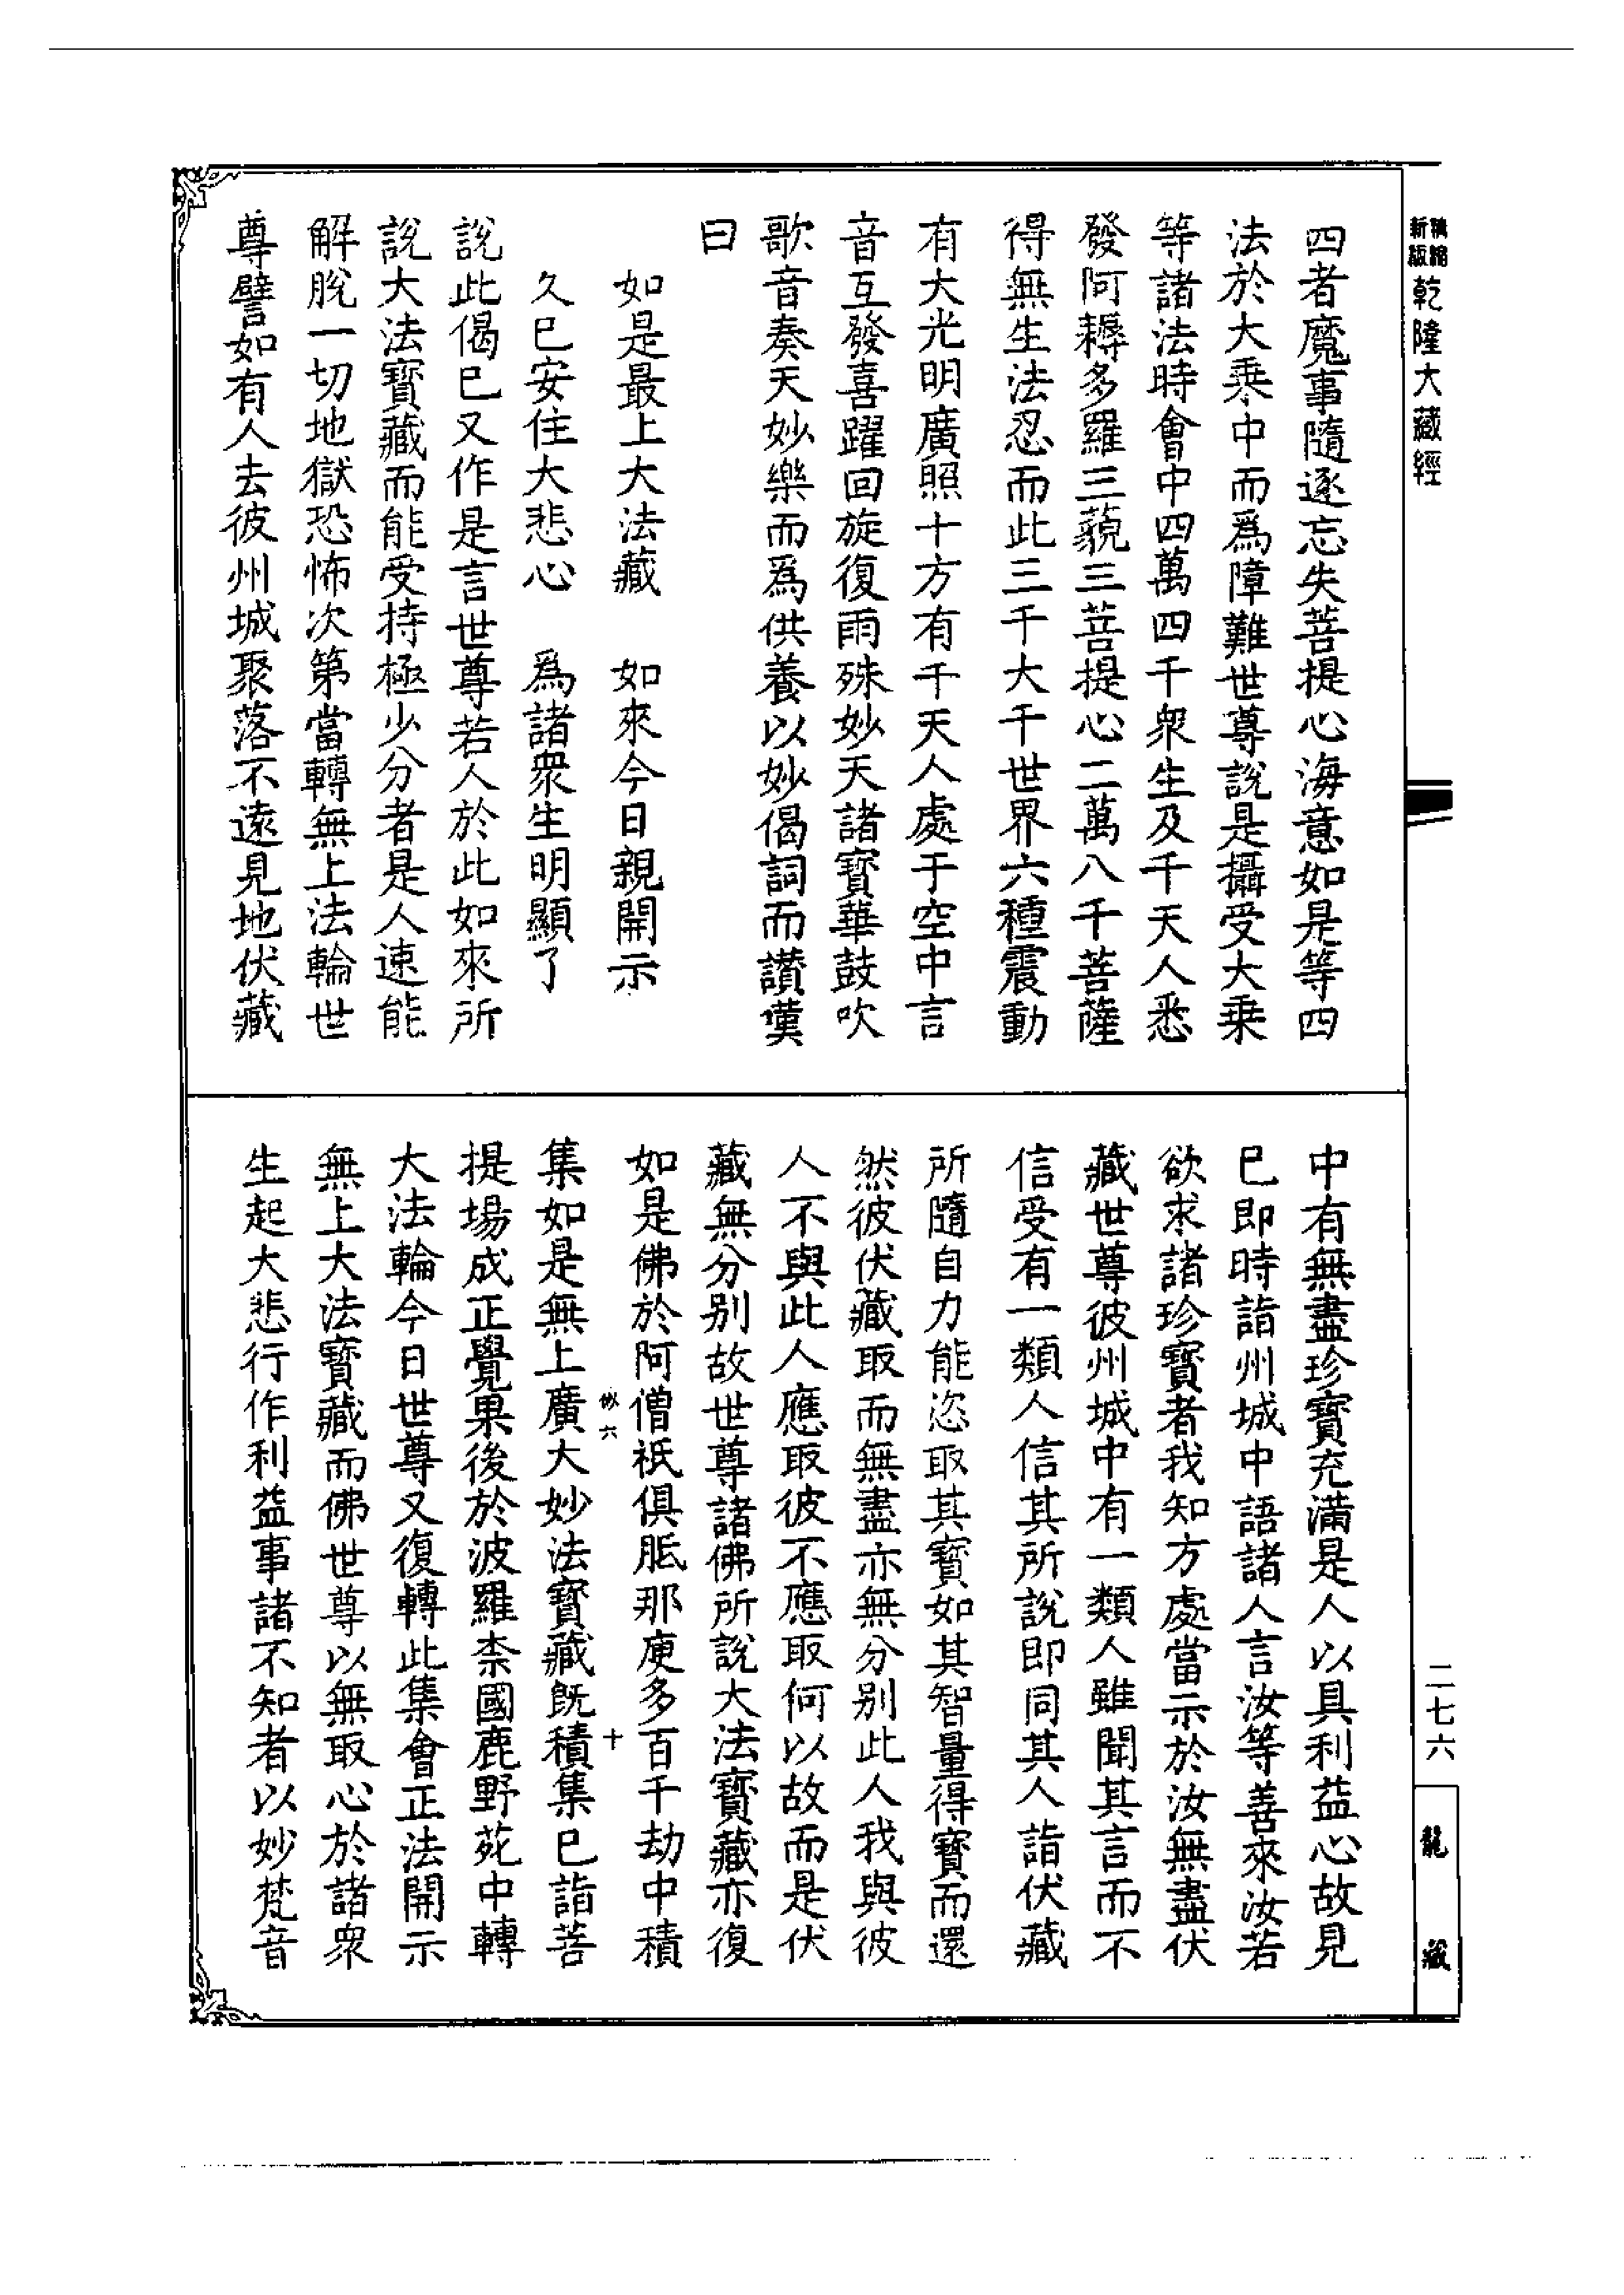 新版精縮乾隆大藏經
四者魔事隨逐忘失菩提心海意如是等四
法於大乘中而爲障難世尊說是攝受大乘
等諸法時會中四萬四千衆生及千天人悉
發阿耨多羅三藐三菩提心二萬八千菩薩
得無生法忍而此三千大千世界六種震動
有大光明廣照十方有千天人處于空中言
音互發喜躍回旋復雨殊妙天諸寶華鼓吹
歌音奏天妙樂而爲供養以妙偈詞而讃嘆
曰
如是最上大法藏　如來今日親開示
久已安住大悲心　爲諸衆生明顯了
說此偈已又作是言世尊若人於此如來所
說大法寶藏而能受持極少分者是人速能
解脫一切地獄恐怖次第當轉無上法輪世
尊譬如有人去彼州城聚落不遠見地伏藏
中有無盡珍寶充滿是人以具利益心故見
已即時詣州城中語諸人言汝等善來汝若
欲求諸珍寶者我知方處當示於汝無盡伏
藏世尊彼州城中有一類人雖聞其言而不
信受有一類人信其所說即同其人詣伏藏
所隨自力能恣取其寶如其智量得寶而還
然彼伏藏取而無盡亦無分別此人我與彼
人不與此人應取彼不應取何以故而是伏
藏無分别故世尊諸佛所說大法寶藏亦復
如是佛於阿僧祇俱胝那庾多百千劫中積
集如是無上廣大妙法寶藏既積集已詣菩
提場成正覺果後於波羅柰國鹿野苑中轉
大法輪今日世尊又復轉此集會正法開示
無上大法寶藏而佛世尊以無取心於諸衆
生起大悲行作利益事諸不知者以妙梵音
六
十
二七六
龍藏